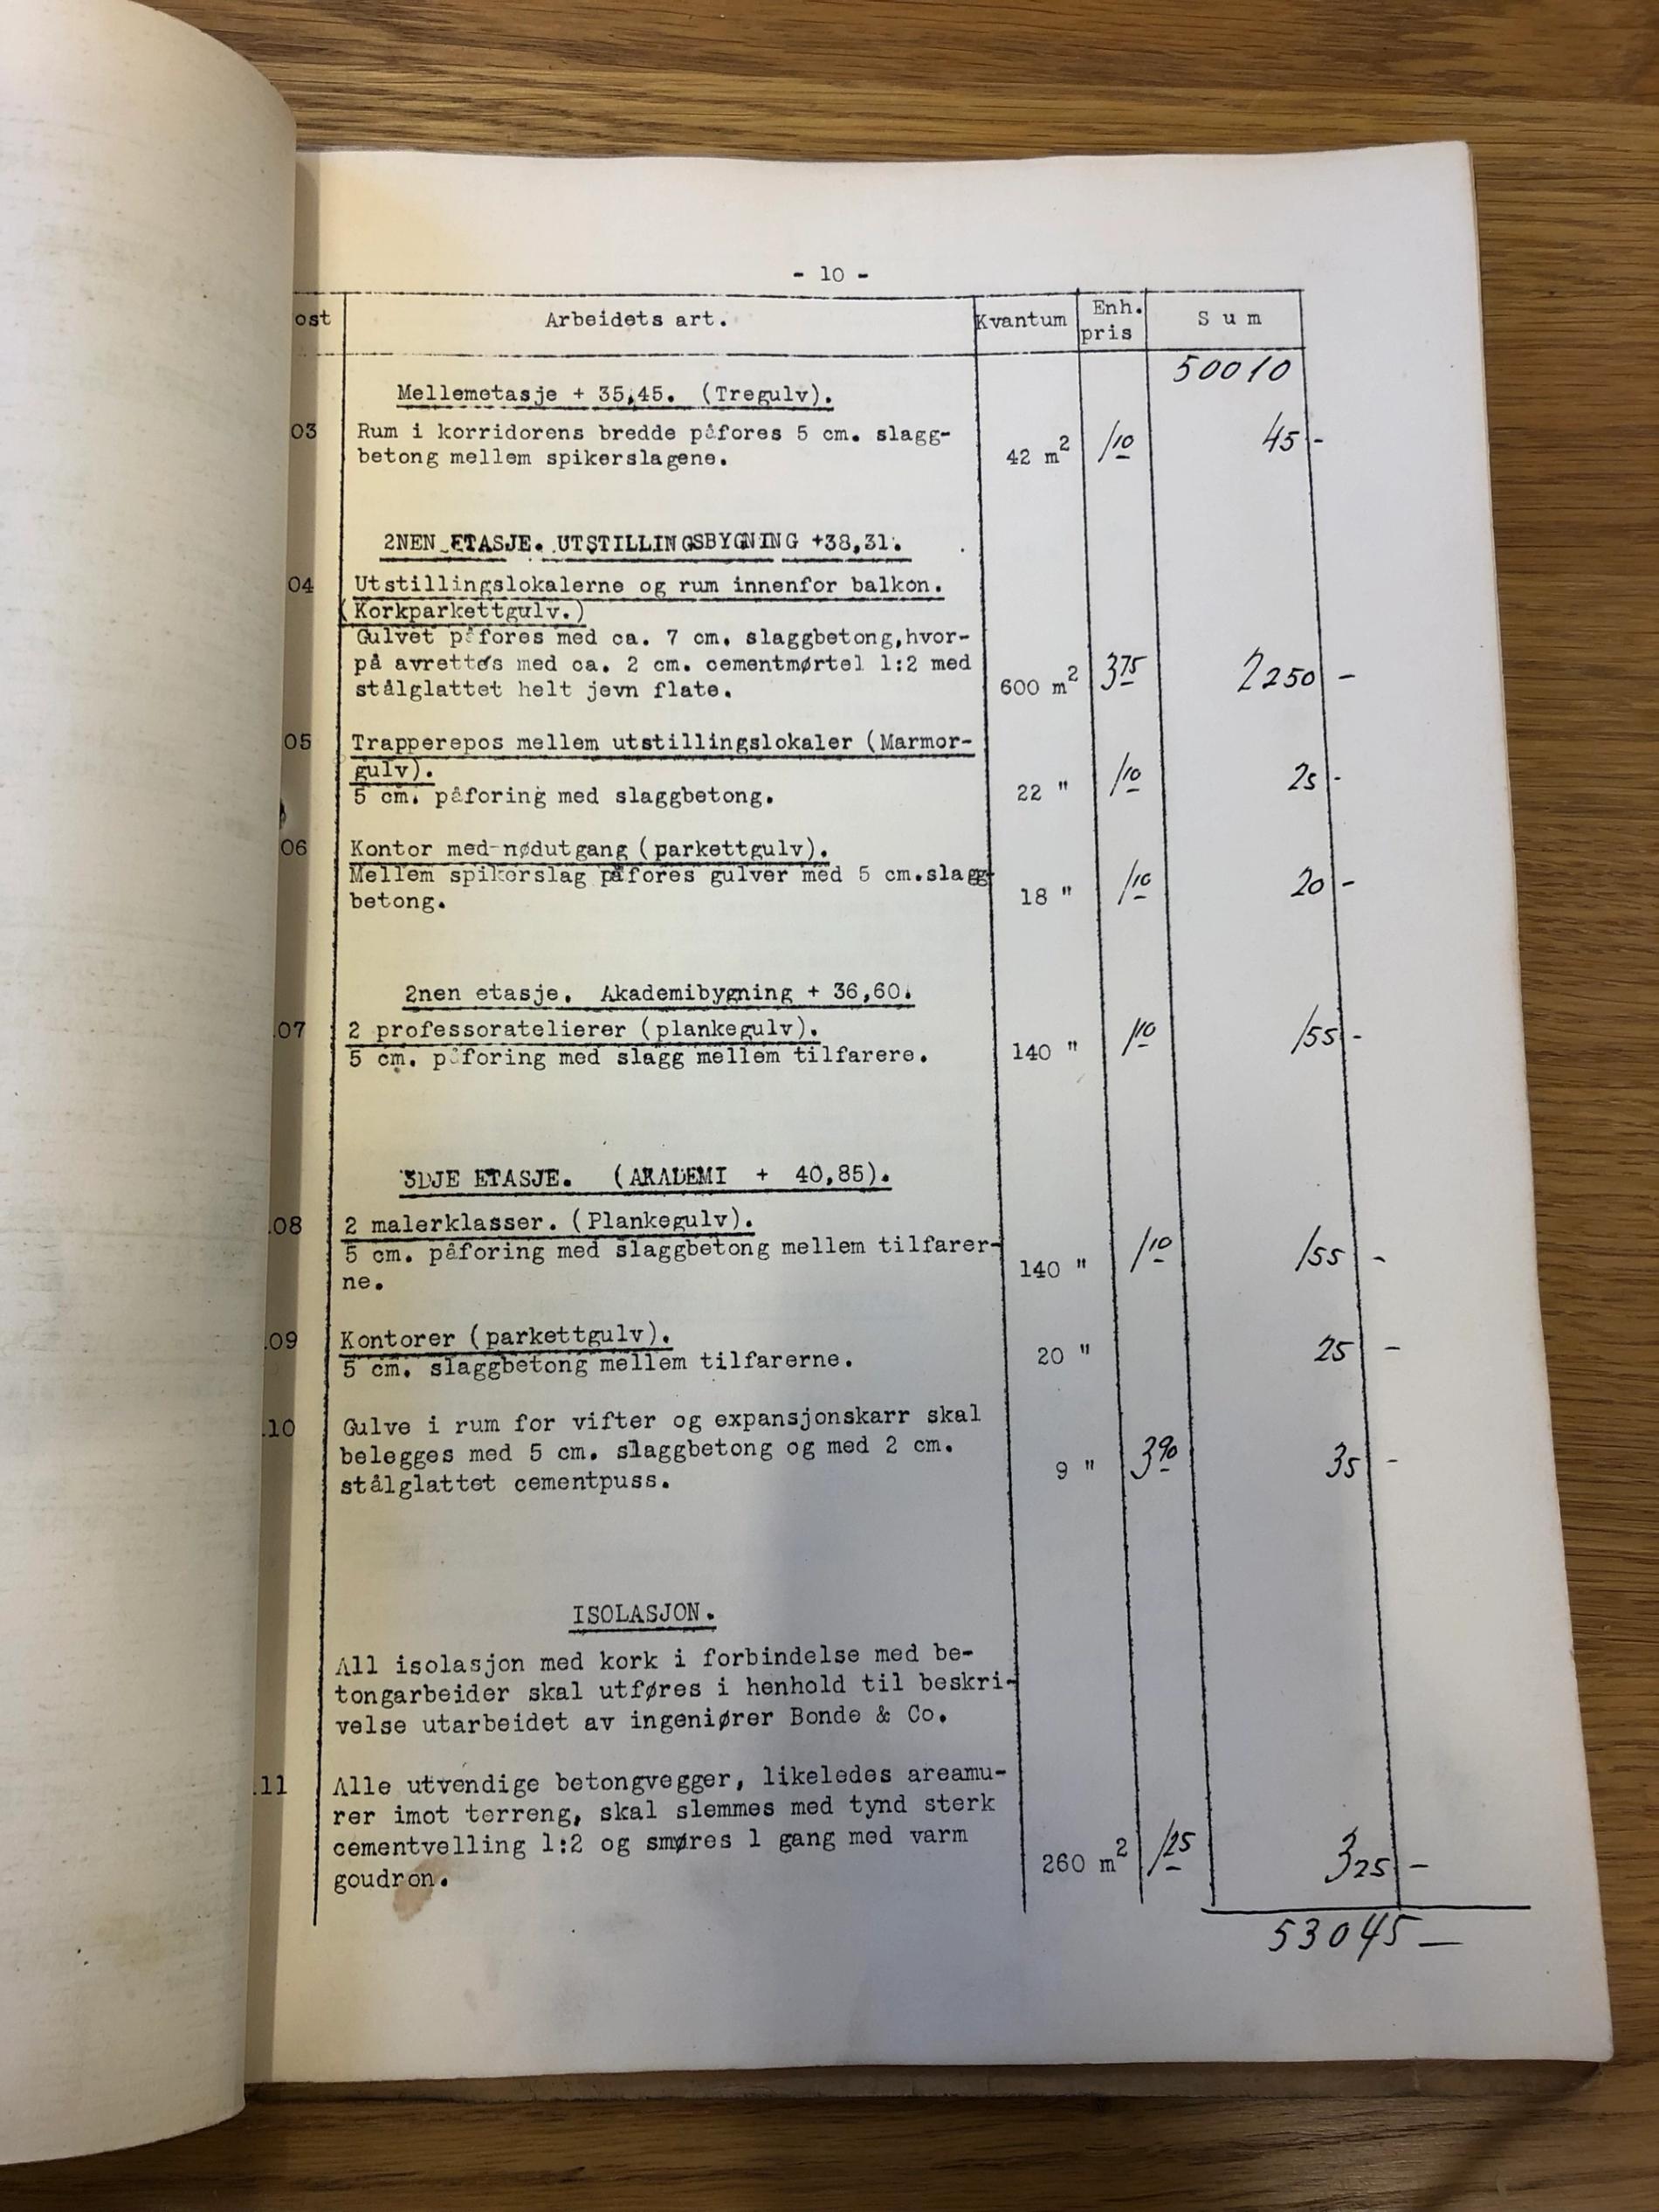 - 10 -
ost Arbeidets art. Kvantum Enh. pris Sum
50010
Mellemetasje + 35,45. (Tregulv).
03 Rum i korridorens bredde påfores 5 cm. slagg-
betong mellem spikerslagene. 42 m² 1 10 45 -
2NEN ETASJE. UTSTILLINGSBYGNING +38,31.
04 Utstillingslokalerne og rum innenfor balkon.
(Korkparkettgulv.)
Gulvet påfores med ca. 7 cm. slaggbetong,hvor-
på avrettes med ca. 2 cm. cementmørtel 1:2 med
stålglattet helt jevn flate. 600 m² 3 75 2250 -
05 Trapperepos mellem utstillingslokaler (Marmor-
gulv).
5 cm. påforing med slaggbetong. 22 " 1 10 25 -
06 Kontor med nødutgang (parkettgulv).
Mellem spikerslag påfores gulver med 5 cm.slagg-
betong. 18 " 1 10 20 -
2nen etasje. Akademibygning + 36,60.
.07 2 professoratelierer (plankegulv).
5 cm. påforing med slagg mellem tilfarere. 140 " 1 10 155 -
3DJE ETASJE. (AKADEMI + 40,85).
.08 2 malerklasser. (Plankegulv).
5 cm. påforing med slaggbetong mellem tilfarer-
ne. 140 " 1 10 155 -
.09 Kontorer (parkettgulv).
5 cm. slaggbetong mellem tilfarerne. 20 " 25 -
.10 Gulve i rum for vifter og expansjonskarr skal
belegges med 5 cm. slaggbetong og med 2 cm.
stålglattet cementpuss. 9 " 3 90 35 -
ISOLASJON.
All isolasjon med kork i forbindelse med be-
tongarbeider skal utføres i henhold til beskri-
velse utarbeidet av ingeniører Bonde & Co.
.11 Alle utvendige betongvegger, likeledes areamu-
rer imot terreng, skal slemmes med tynd sterk
cementvelling 1:2 og smøres 1 gang med varm
goudron. 260 m² 1 25 325 -
53045 -